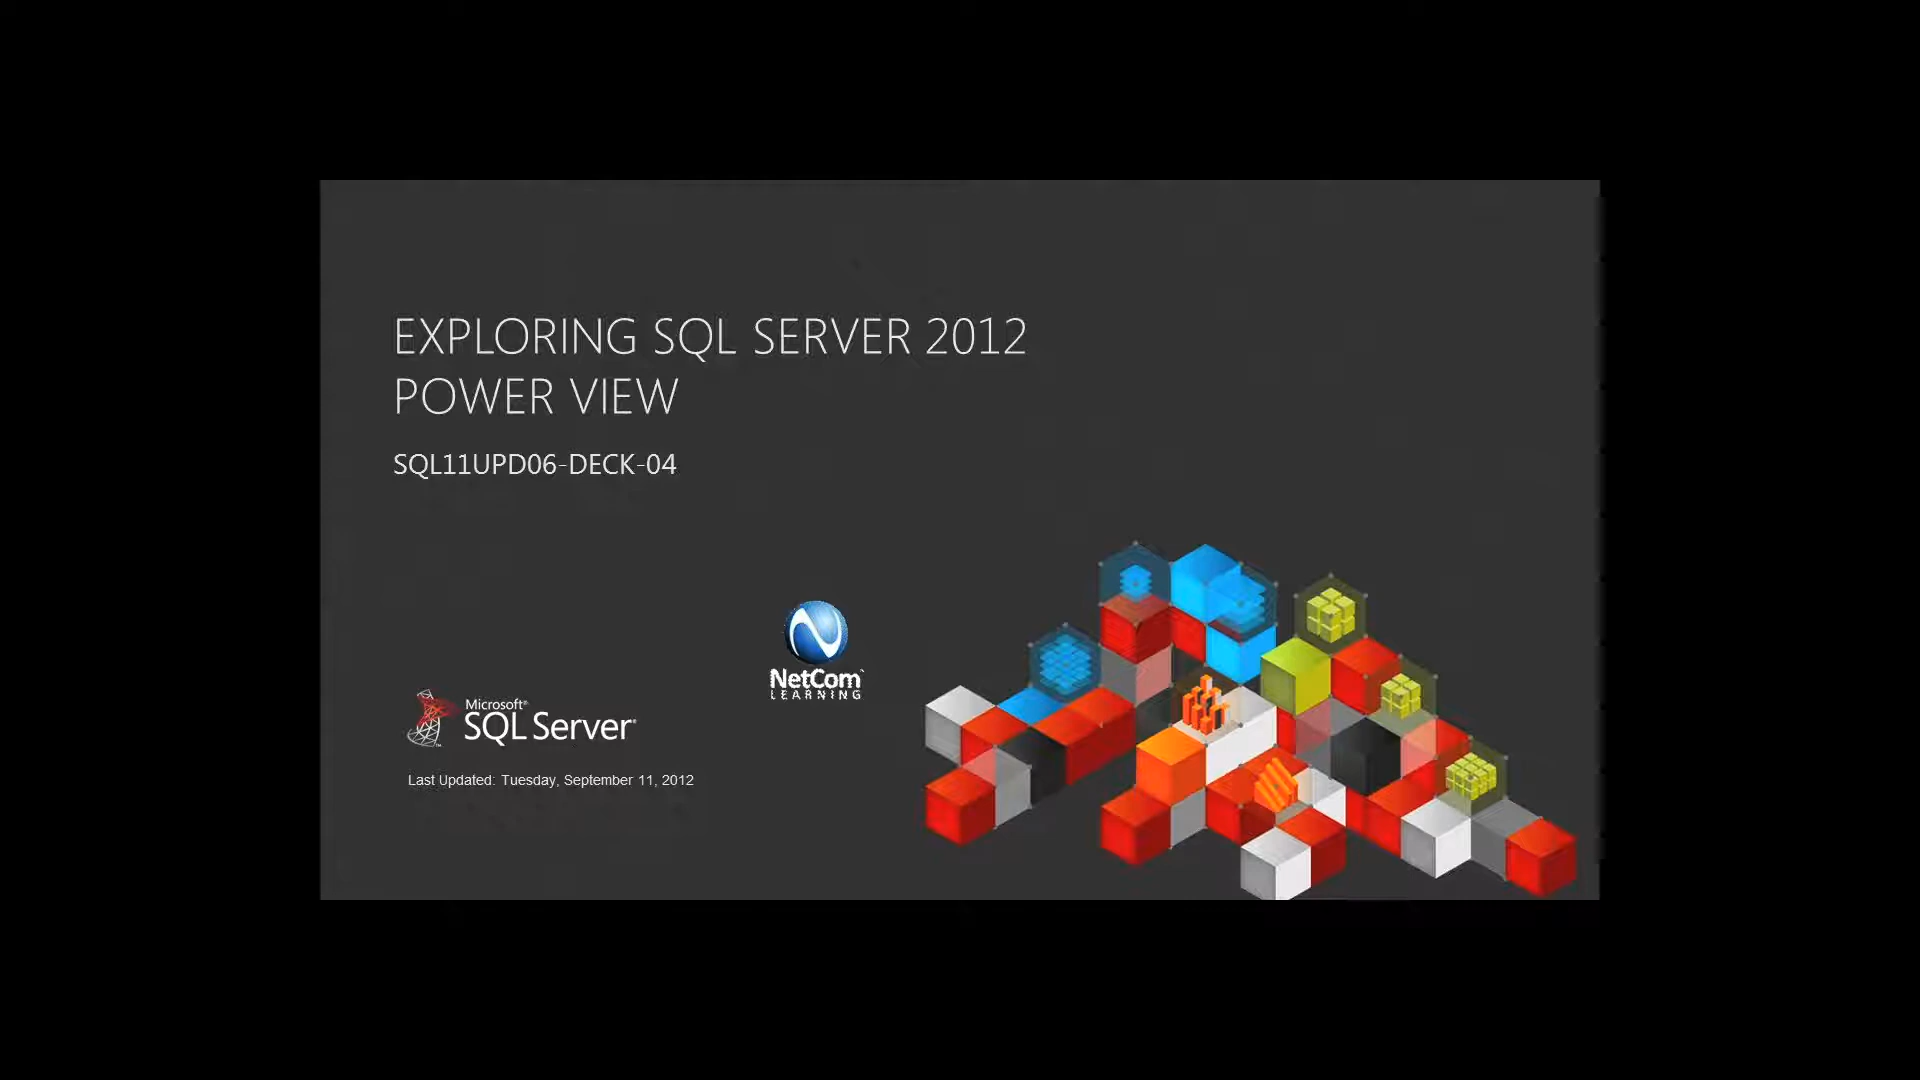 EXPLORING SQL SERVER 2012
POWER VIEW
SQL11UPD06-DECK-04
NetCom™
LEARNING
Microsoft®
SQL Server®
Last Updated: Tuesday, September 11, 2012